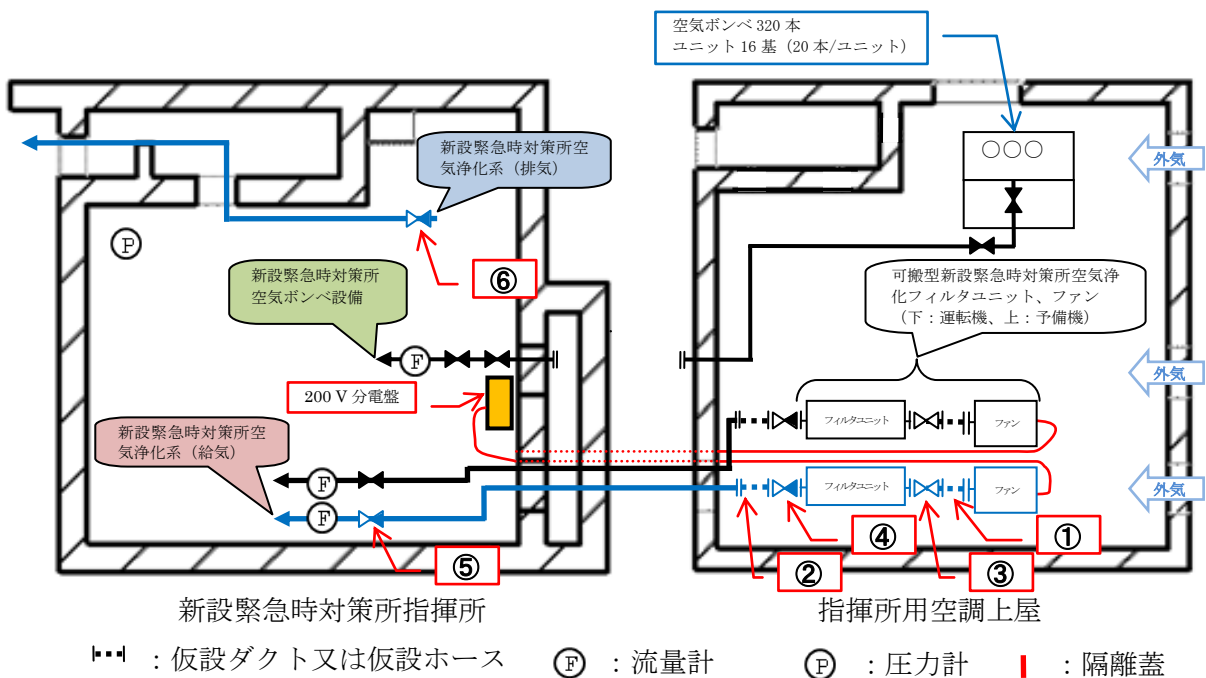 空気ボンベ 320 本
ユニット 16 基（20 本/ユニット）
新設緊急時対策所空
気浄化系（排気）
外気
P
⑥
新設緊急時対策所
空気ボンベ設備
可搬型新設緊急時対策所空気浄
化フィルタユニット、ファン
（下：運転機、上：予備機）
F
外気
200 V 分電盤
新設緊急時対策所空
気浄化系（給気）
フィルタユニット
ファン
F
F
フィルタユニット
ファン
外気
⑤
②
④
③
①
新設緊急時対策所指揮所
指揮所用空調上屋
：仮設ダクト又は仮設ホース
F
：流量計
P
：圧力計
：隔離蓋